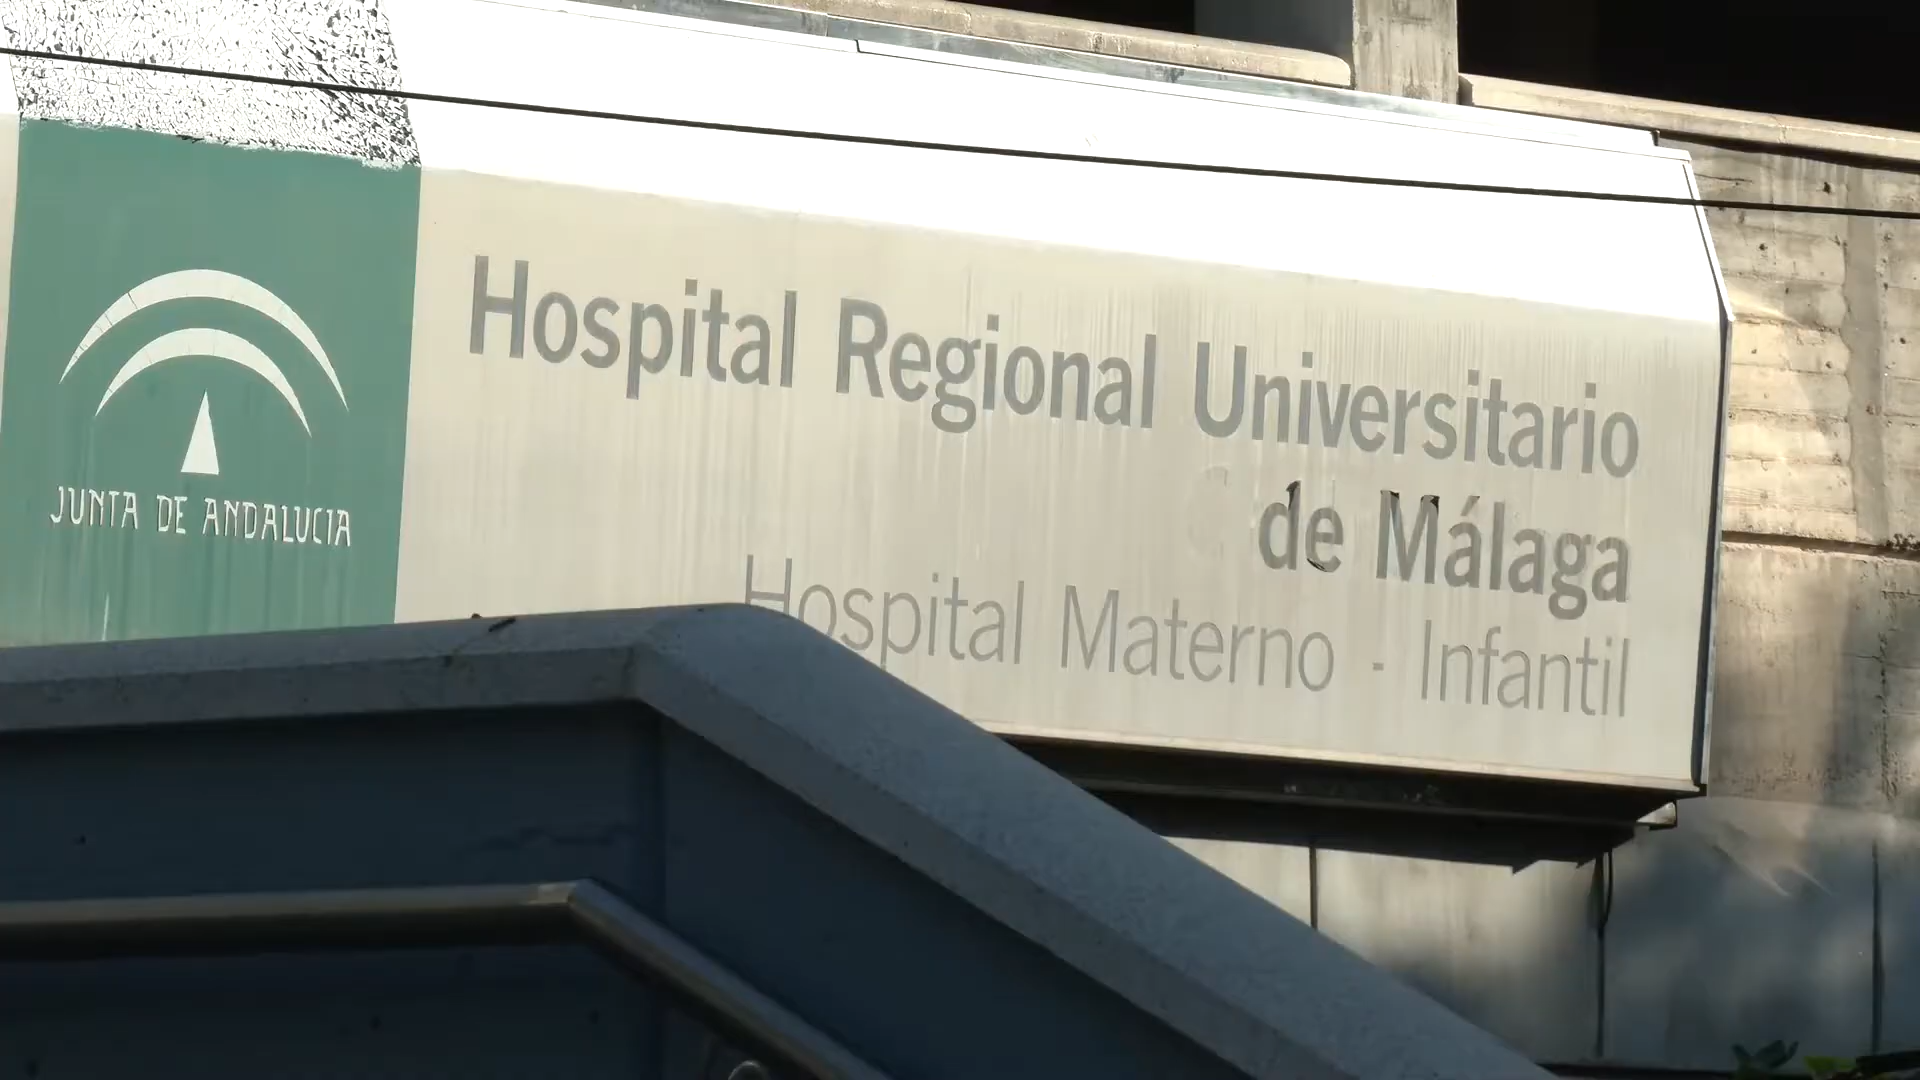 JUNTA DE ANDALUCIA
Hospital Regional Universitario
de Málaga
Hospital Materno - Infantil